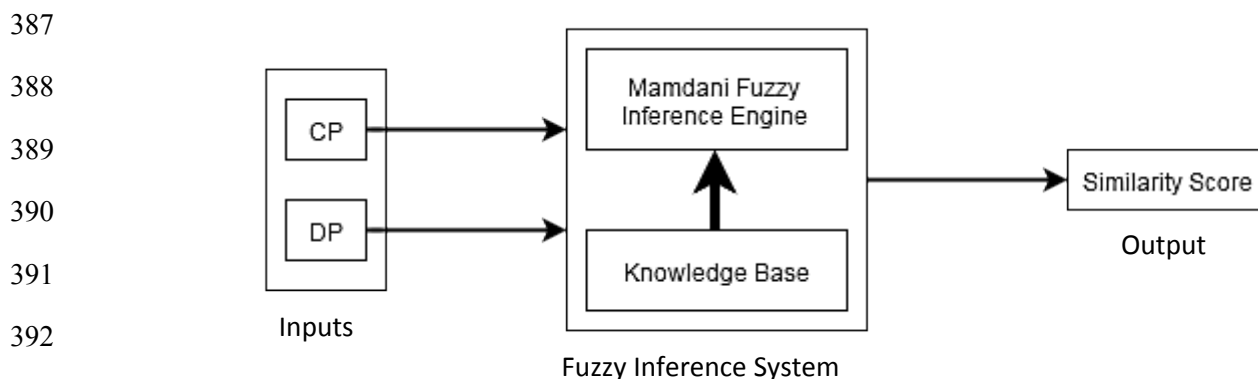 387
388
389
390
391
392
CP
DP
Inputs
Mamdani Fuzzy
Inference Engine
Knowledge Base
Fuzzy Inference System
Similarity Score
Output